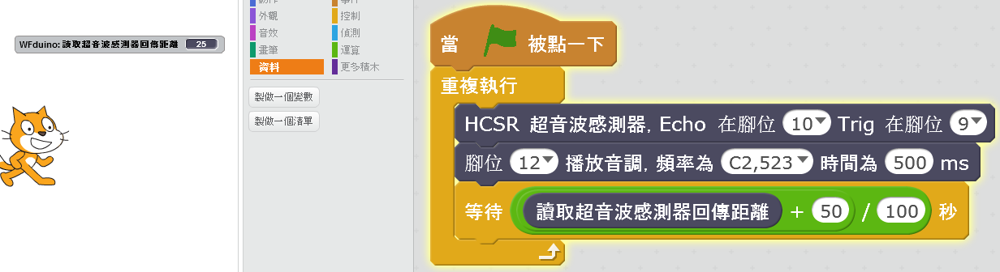 WFduino: 讀取超音波感測器回傳距離 25
外觀
控制
音效
偵測
畫筆
運算
資料
更多積木
製做一個變數
製做一個清單
當 被點一下
重複執行
HCSR 超音波感測器, Echo 在腳位 10 Trig 在腳位 9
腳位 12 播放音調, 頻率為 C2,523 時間為 500 ms
等待 讀取超音波感測器回傳距離 + 50 / 100 秒